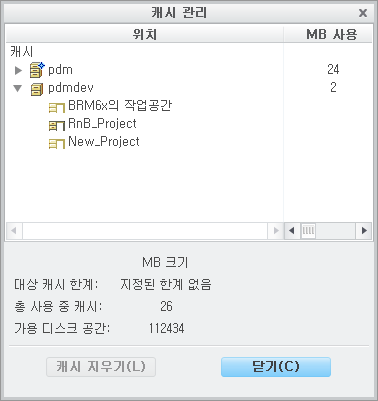 캐시 관리
위치 MB 사용
캐시
pdm 24
pdmdev 2
BRM6x의 작업공간
RnB_Project
New_Project
MB 크기
대상 캐시 한계: 지정된 한계 없음
총 사용 중 캐시: 26
가용 디스크 공간: 112434
캐시 지우기(L) 닫기(C)